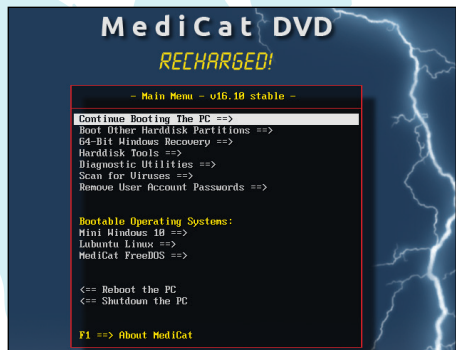 MediCat DVD
RECHARGED!
- Main Menu - v16.10 stable -
Continue Booting The PC ==>
Boot Other Harddisk Partitions ==>
64-Bit Windows Recovery ==>
Harddisk Tools ==>
Diagnostic Utilities ==>
Scan for Viruses ==>
Remove User Account Passwords ==>
Bootable Operating Systems:
Mini Windows 10 ==>
Lubuntu Linux ==>
MediCat FreeDOS ==>
<== Reboot the PC
<== Shutdown the PC
F1 ==> About MediCat